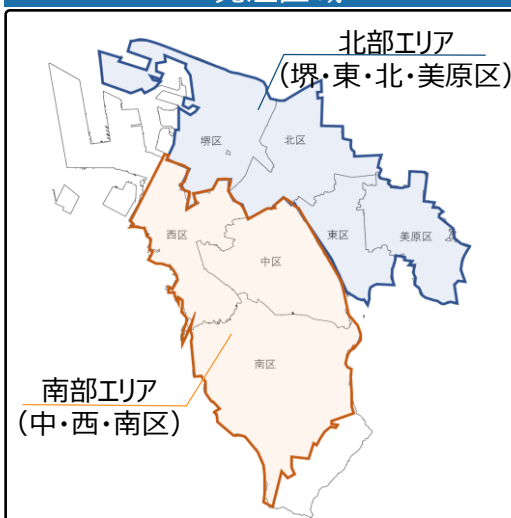 北部エリア
（堺・東・北・美原区）
堺区
北区
東区
美原区
西区
中区
南区
南部エリア
（中・西・南区）